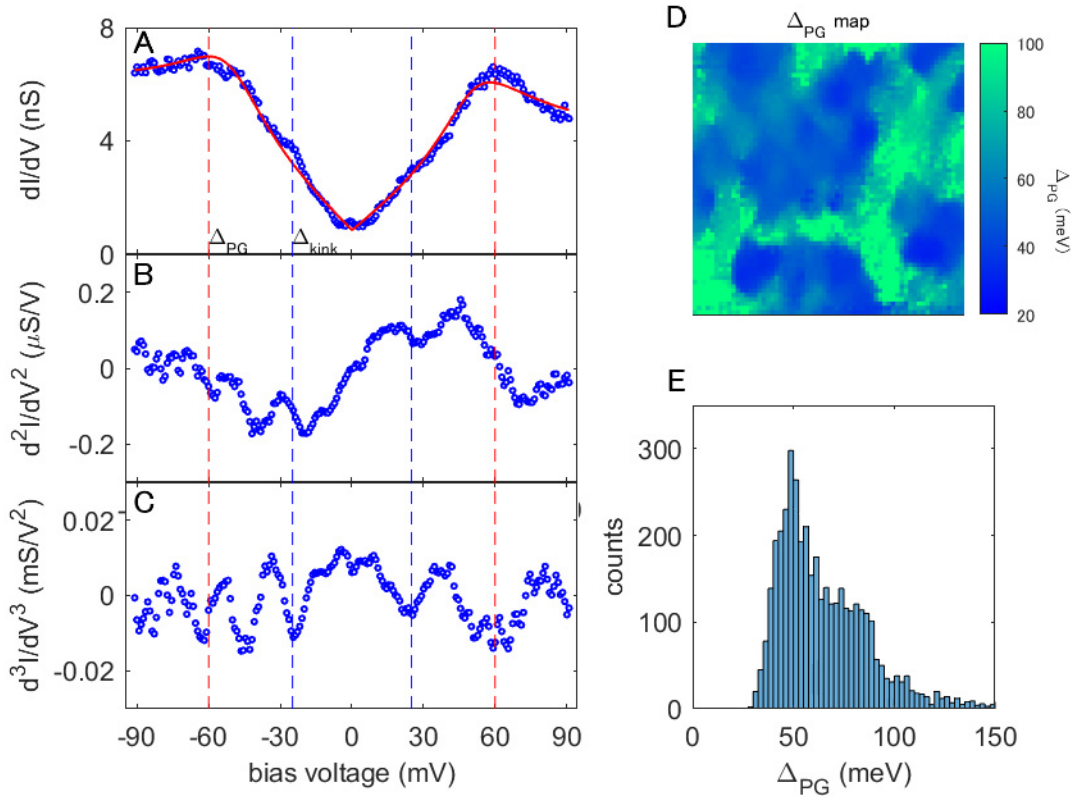 A
8
4
0
dI/dV (nS)
Δ_PG
Δ_kink
B
0.2
0
-0.2
d²I/dV² (μS/V)
C
0.02
0
-0.02
d³I/dV³ (mS/V²)
-90 -60 -30 0 30 60 90
bias voltage (mV)
D
Δ_PG map
100
80
60
40
20
Δ_PG (meV)
E
300
200
100
0
counts
0 50 100 150
Δ_PG (meV)